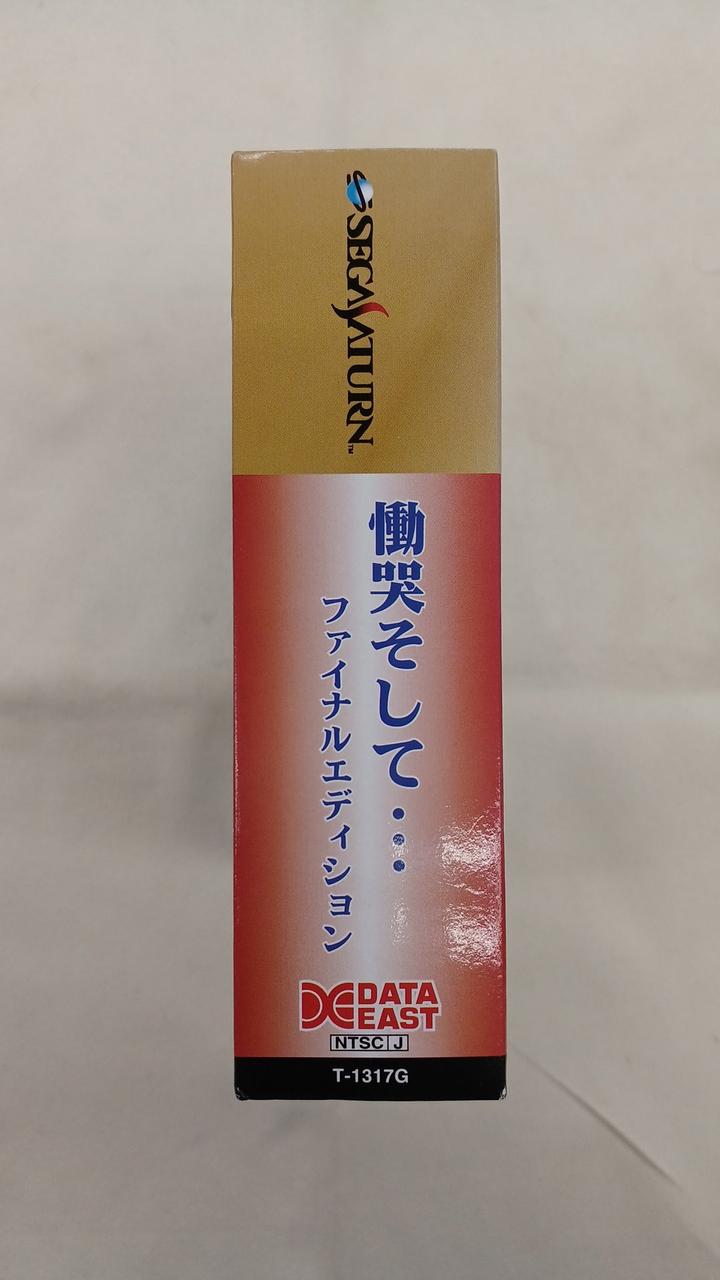 SEGA SATURN™
慟哭そして・・・
ファイナルエディション
DATA
EAST
NTSC J
T-1317G